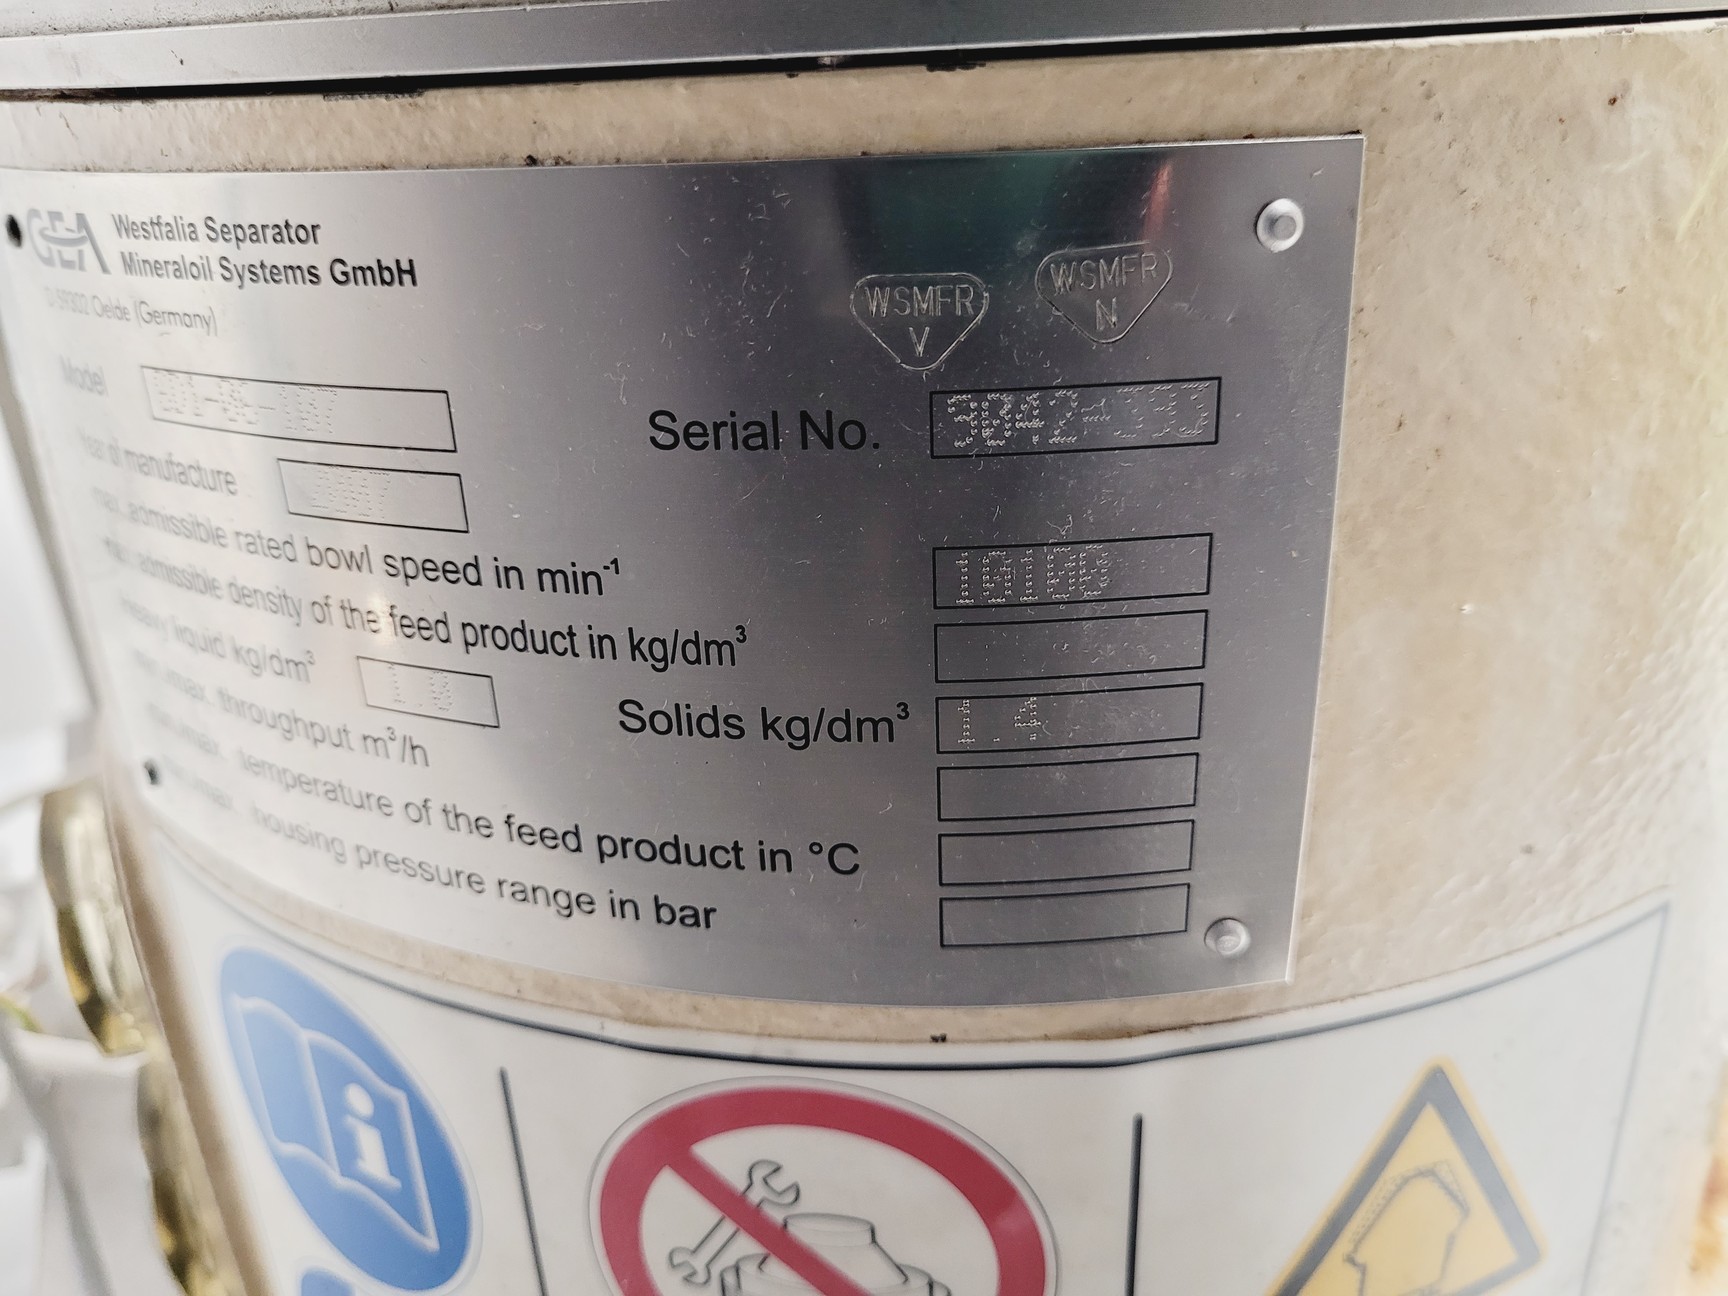 GEA Westfalia Separator
Mineraloil Systems GmbH
D-59302 Oelde (Germany)
WSMFR
V
WSMFR
N
Model
Serial No.
Year of manufacture
max. admissible rated bowl speed in min⁻¹
max. admissible density of the feed product in kg/dm³
heavy liquid kg/dm³ 1.0 Solids kg/dm³ 1.4
min./max. throughput m³/h
min./max. temperature of the feed product in °C
min./max. housing pressure range in bar
i